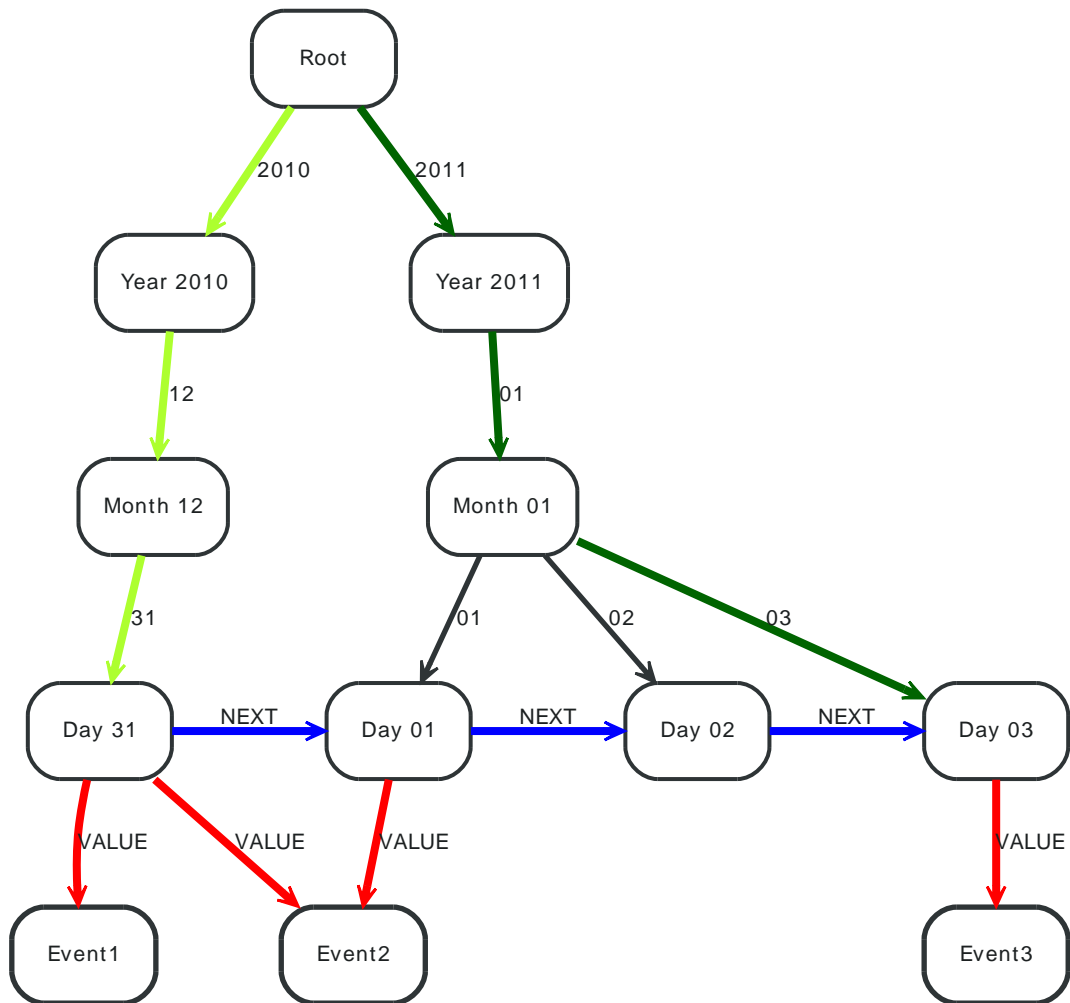 Root
2010
2011
Year 2010
Year 2011
12
01
Month 12
Month 01
31
01
02
03
Day 31
NEXT
Day 01
NEXT
Day 02
NEXT
Day 03
VALUE
VALUE
VALUE
VALUE
Event1
Event2
Event3